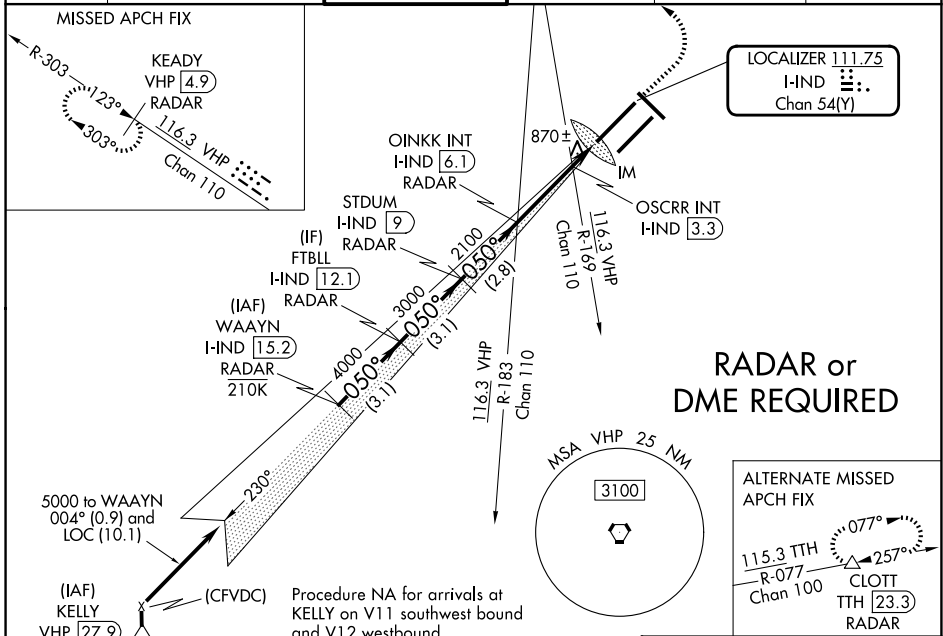 MISSED APCH FIX
R-303
KEADY
VHP 4.9
RADAR
123°
303°
116.3 VHP
Chan 110
LOCALIZER 111.75
I-IND
Chan 54(Y)
870±
IM
OINKK INT
I-IND 6.1
RADAR
OSCRR INT
I-IND 3.3
STDUM
I-IND 9
RADAR
116.3 VHP
R-169
Chan 110
(IF)
FTBLL
I-IND 12.1
RADAR
2100
050°
(2.8)
(IAF)
WAAYN
I-IND 15.2
RADAR
210K
3000
050°
(3.1)
4000
050°
(3.1)
116.3 VHP
R-183
Chan 110
RADAR or
DME REQUIRED
MSA VHP 25 NM
3100
230°
5000 to WAAYN
004° (0.9) and
LOC (10.1)
(IAF)
KELLY
VHP 27.9
(CFVDC)
Procedure NA for arrivals at
KELLY on V11 southwest bound
and V12 westbound
ALTERNATE MISSED
APCH FIX
077°
257°
115.3 TTH
R-077
Chan 100
CLOTT
TTH 23.3
RADAR